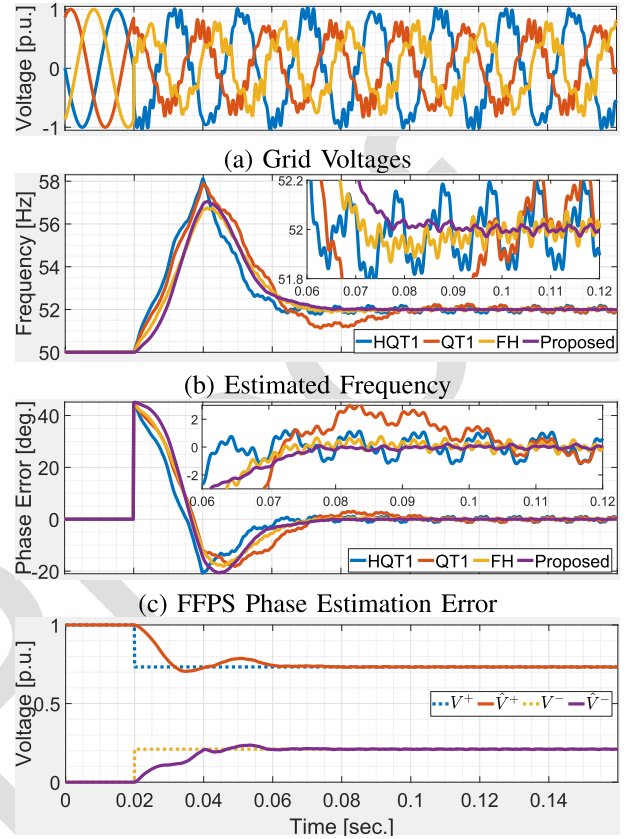 1
0
-1
Voltage [p.u.]
(a) Grid Voltages
58
56
54
52
50
Frequency [Hz]
52.2
52
51.8
0.06 0.07 0.08 0.09 0.10 0.11 0.12
HQT1 QT1 FH Proposed
(b) Estimated Frequency
40
20
0
-20
Phase Error [deg.]
2
0
-2
0.06 0.07 0.08 0.09 0.10 0.11 0.12
HQT1 QT1 FH Proposed
(c) FFPS Phase Estimation Error
1
0.5
0
Voltage [p.u.]
V⁺ V̂⁺ V⁻ V̂⁻
0 0.02 0.04 0.06 0.08 0.1 0.12 0.14
Time [sec.]